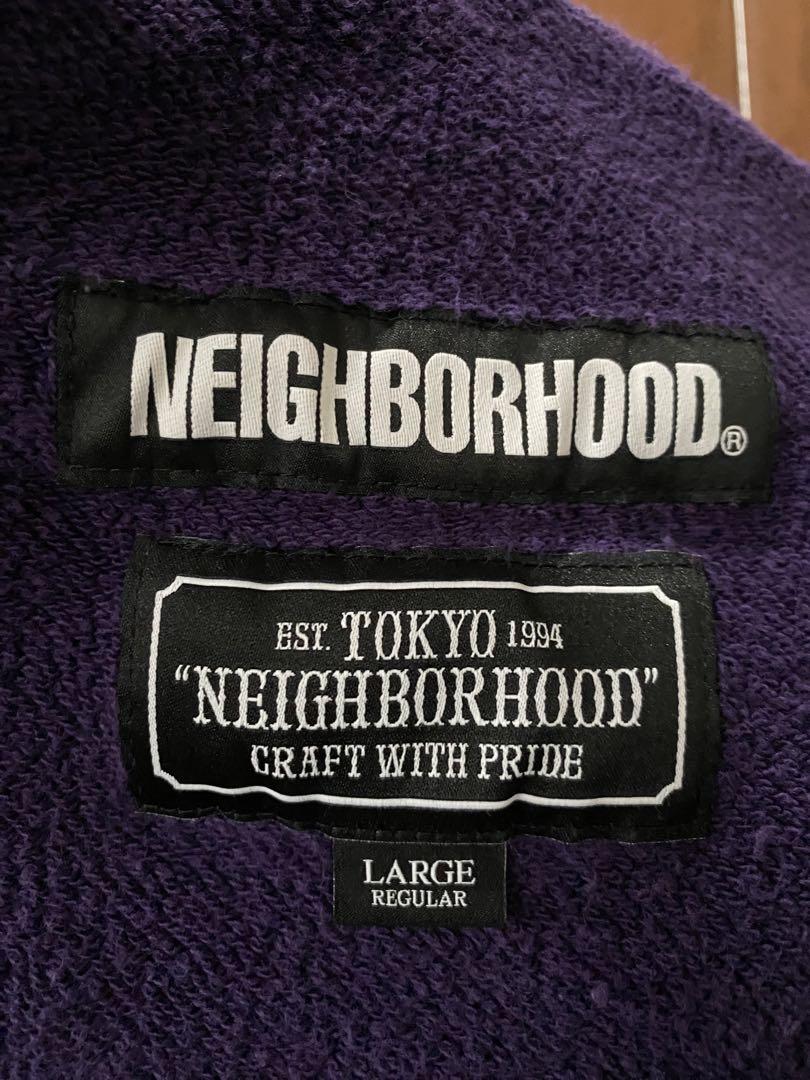 NEIGHBORHOOD®
EST. TOKYO 1994
"NEIGHBORHOOD"
CRAFT WITH PRIDE
LARGE
REGULAR